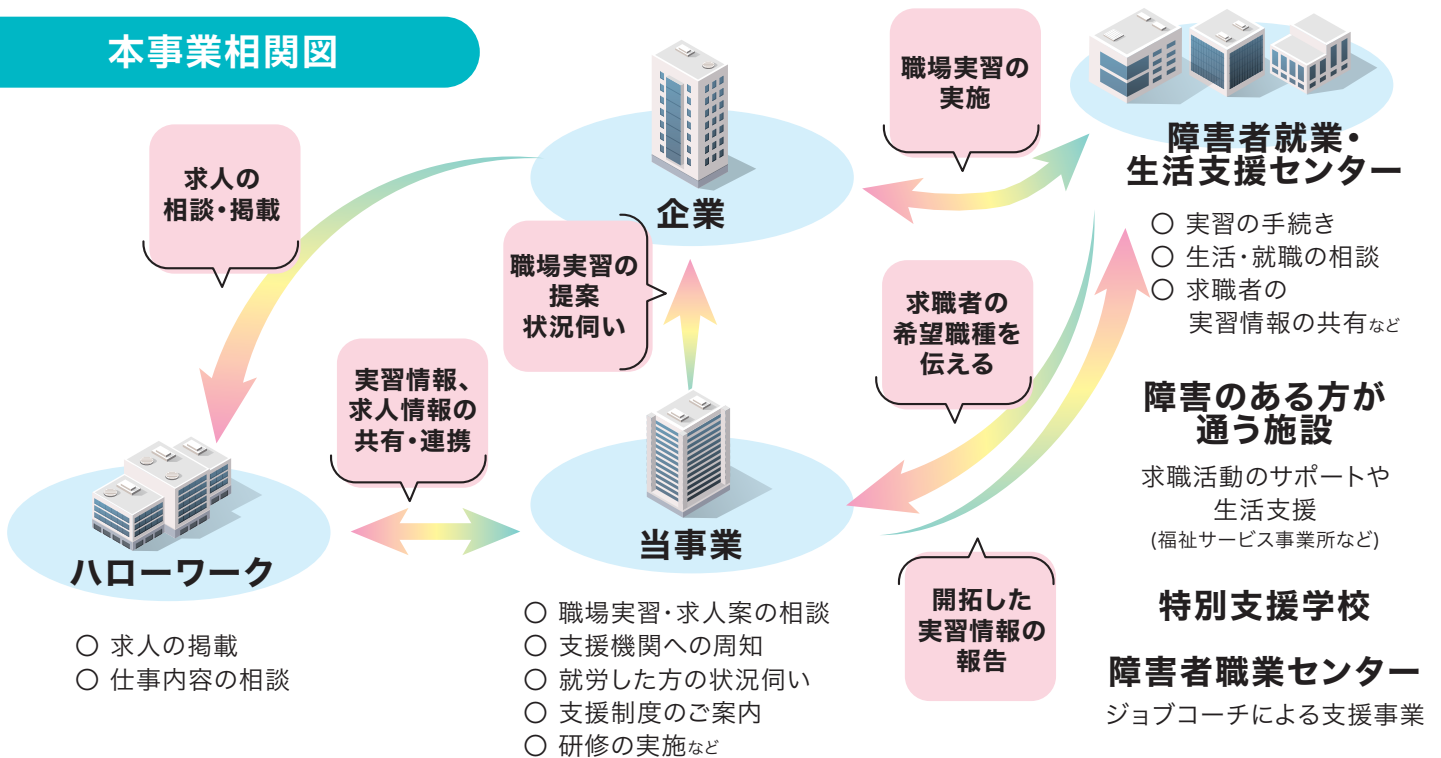 本事業相関図
求人の
相談・掲載
企業
職場実習の
実施
職場実習の
提案
状況伺い
実習情報、
求人情報の
共有・連携
求職者の
希望職種を
伝える
開拓した
実習情報の
報告
ハローワーク
○ 求人の掲載
○ 仕事内容の相談
当事業
○ 職場実習・求人案の相談
○ 支援機関への周知
○ 就労した方の状況伺い
○ 支援制度のご案内
○ 研修の実施など
障害者就業・
生活支援センター
○ 実習の手続き
○ 生活・就職の相談
○ 求職者の
実習情報の共有など
障害のある方が
通う施設
求職活動のサポートや
生活支援
(福祉サービス事業所など)
特別支援学校
障害者職業センター
ジョブコーチによる支援事業